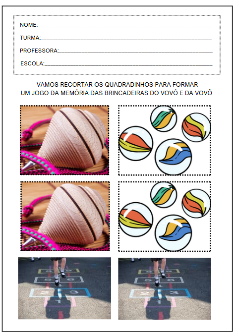 NOME:
TURMA:
PROFESSORA:
ESCOLA:
VAMOS RECORTAR OS QUADRADINHOS PARA FORMAR
UM JOGO DA MEMÓRIA DAS BRINCADEIRAS DO VOVÔ E DA VOVÓ